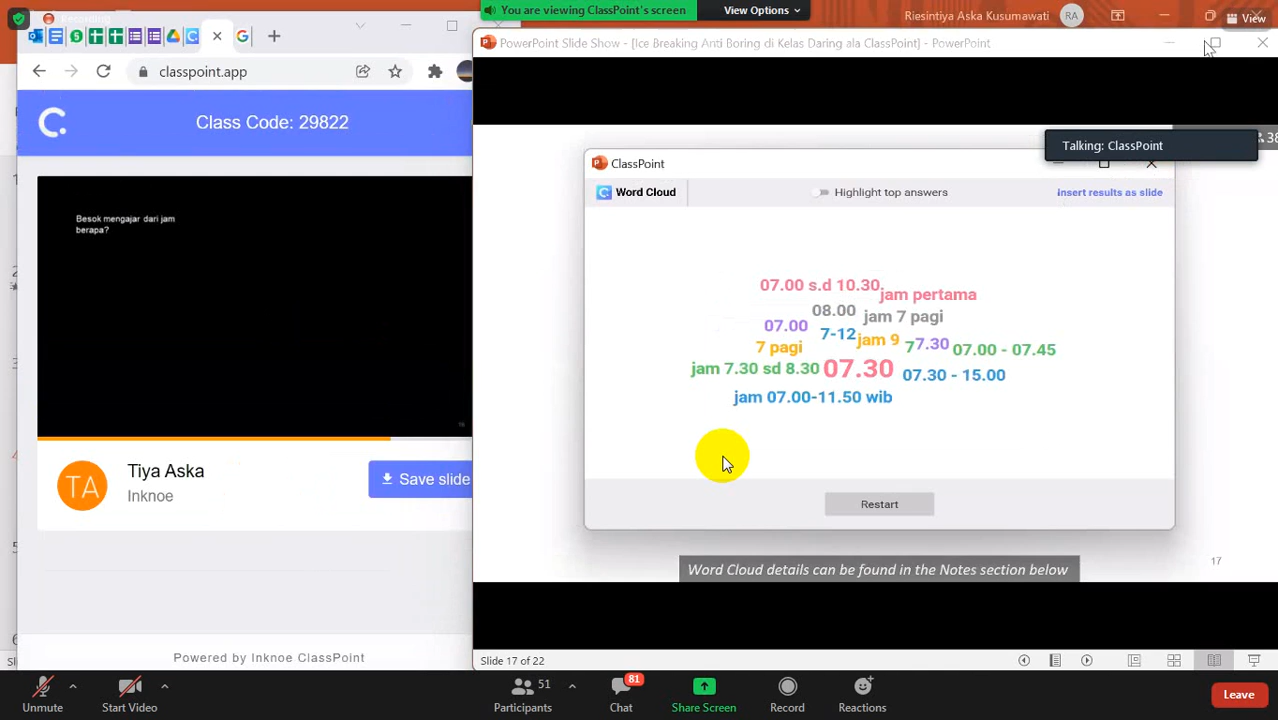 Recording
You are viewing ClassPoint's screen
View Options
Riesintiya Aska Kusumawati
RA
View
classpoint.app
PowerPoint Slide Show - [Ice Breaking Anti Boring di Kelas Daring ala ClassPoint] - PowerPoint
Class Code: 29822
Talking: ClassPoint
38
ClassPoint
Word Cloud
Highlight top answers
Insert results as slide
Besok mengajar dari jam
berapa?
16
07.00 s.d 10.30.
jam pertama
08.00
jam 7 pagi
07.00
7-12
jam 9
7 pagi
7
7.30
07.00 - 07.45
jam 7.30 sd 8.30
07.30
07.30 - 15.00
jam 07.00-11.50 wib
TA
Tiya Aska
Inknoe
Save slide
Restart
Word Cloud details can be found in the Notes section below
17
Powered by Inknoe ClassPoint
Slide 17 of 22
Unmute
Start Video
51
Participants
81
Chat
Share Screen
Record
Reactions
Leave